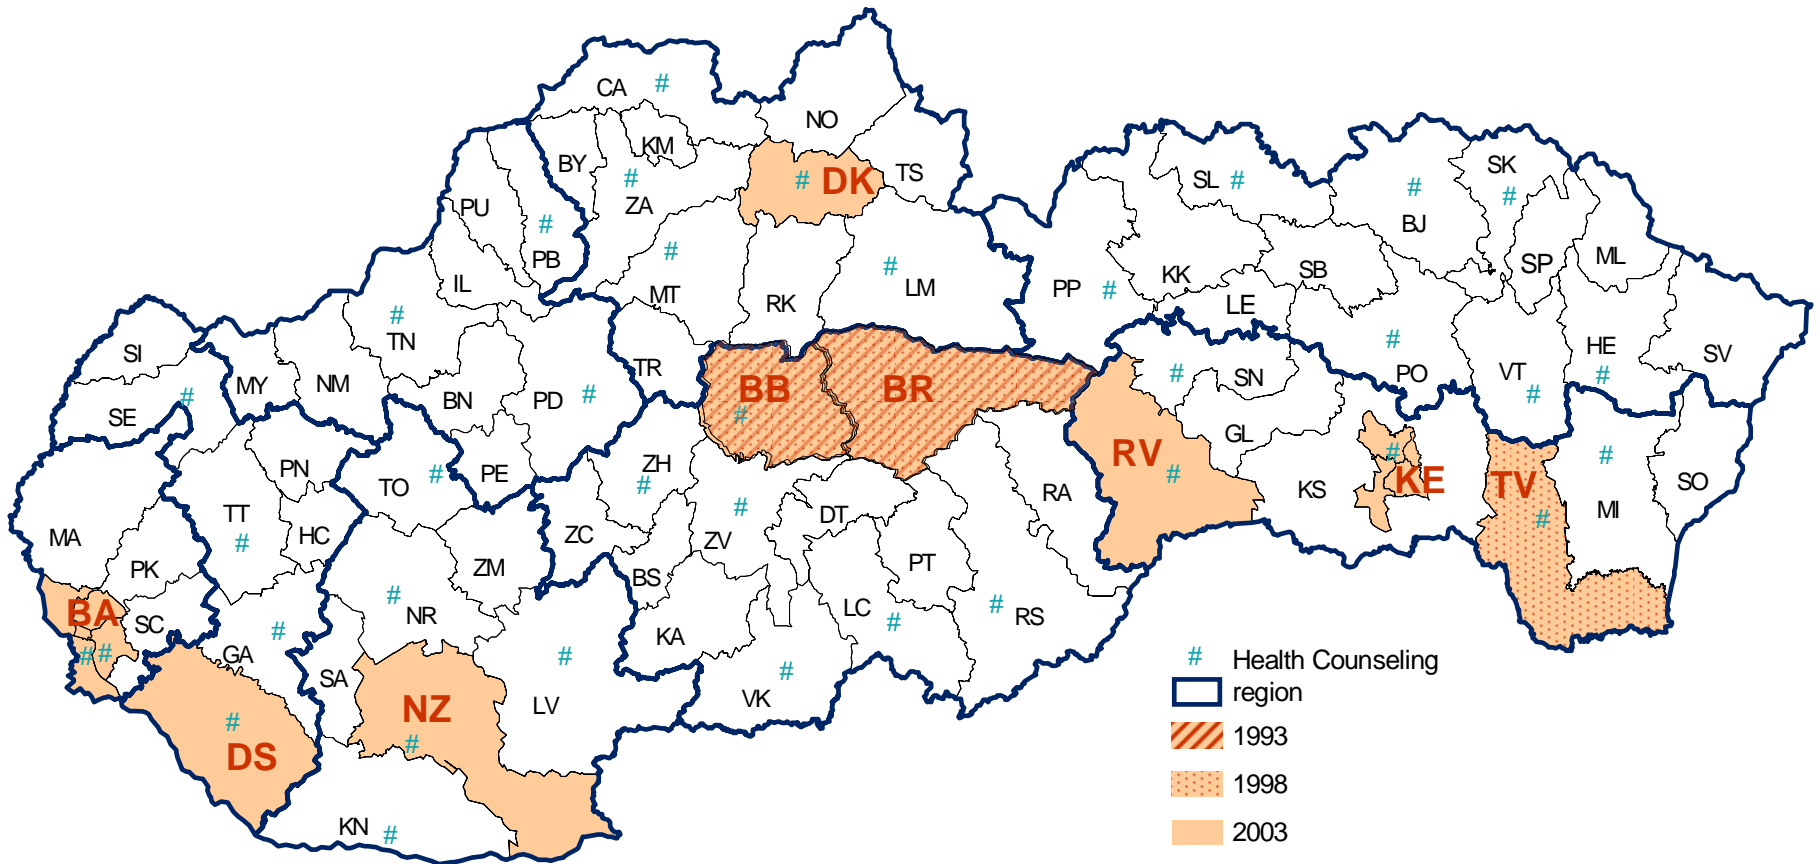 CA #
NO
KM
BY
# ZA
# DK
TS
PU
# PB
IL
# MT
RK
# LM
SL #
# BJ
SK #
SP
ML
KK
SB
PP #
LE
# PO
HE #
SV
VT #
# TN
SI
MY
NM
SE #
BN
PD #
TR
BB #
BR
# SN
GL
RV #
KS
# KE
TV #
# MI
SO
PN
TO #
PE
ZH #
ZC
# ZV
DT
RA
PT
MA
TT #
HC
PK
ZM
BS
LC #
# RS
BA # #
SC
# GA
# NR
SA
KA
# LV
# VK
NZ #
# DS
KN #
# Health Counseling
region
1993
1998
2003